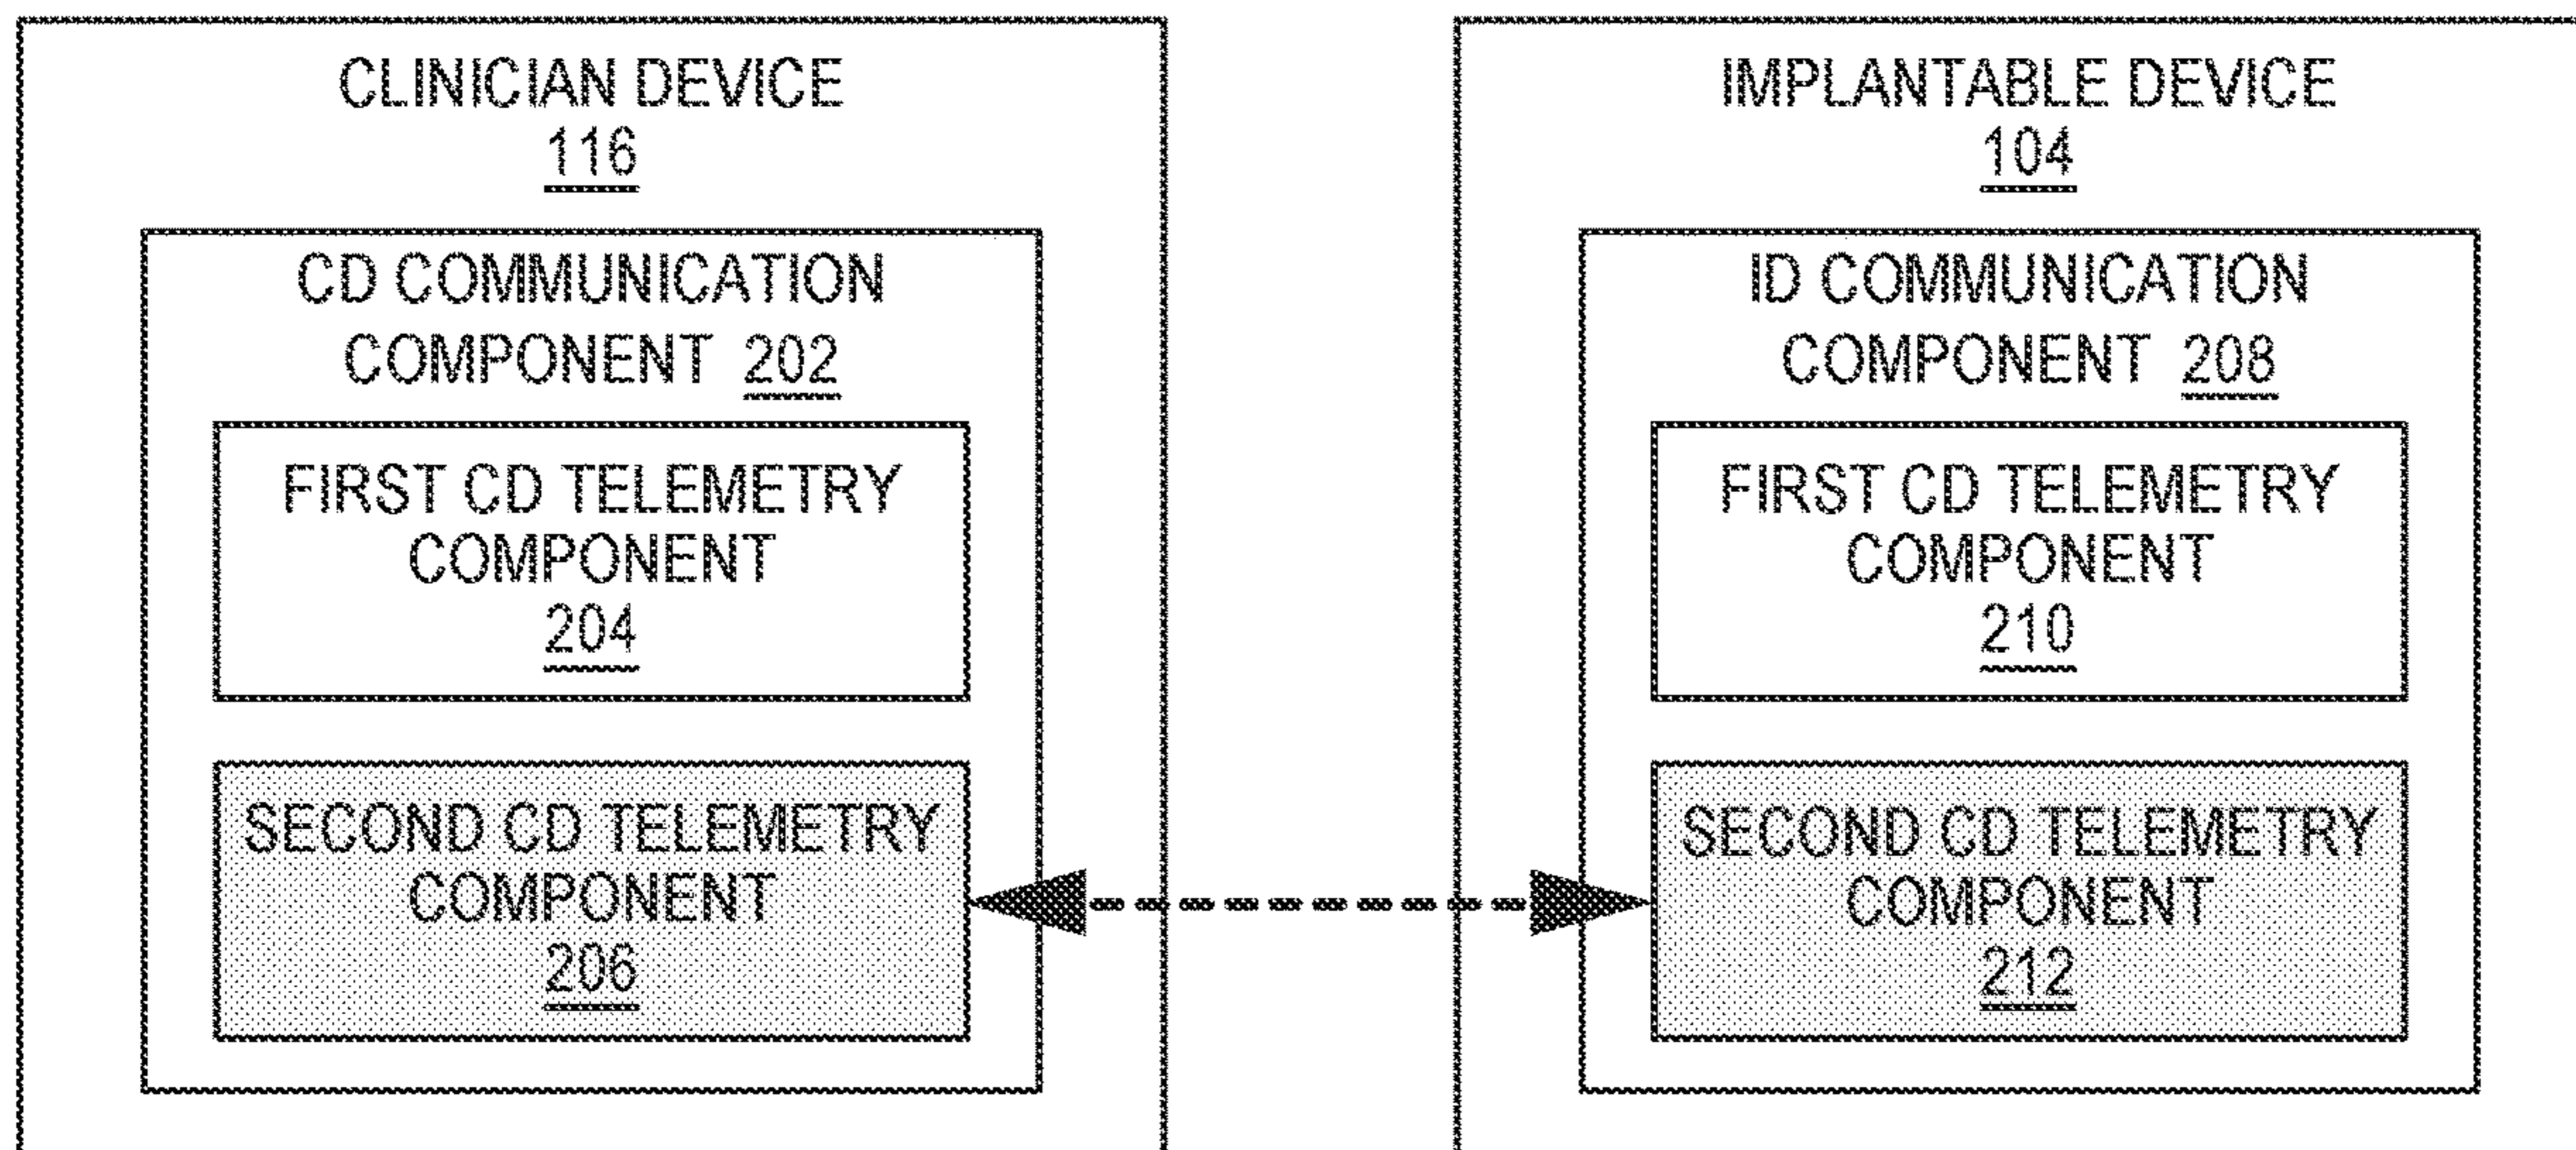 CLINICIAN DEVICE
116
CD COMMUNICATION
COMPONENT 202
FIRST CD TELEMETRY
COMPONENT
204
SECOND CD TELEMETRY
COMPONENT
206
IMPLANTABLE DEVICE
104
ID COMMUNICATION
COMPONENT 208
FIRST CD TELEMETRY
COMPONENT
210
SECOND CD TELEMETRY
COMPONENT
212